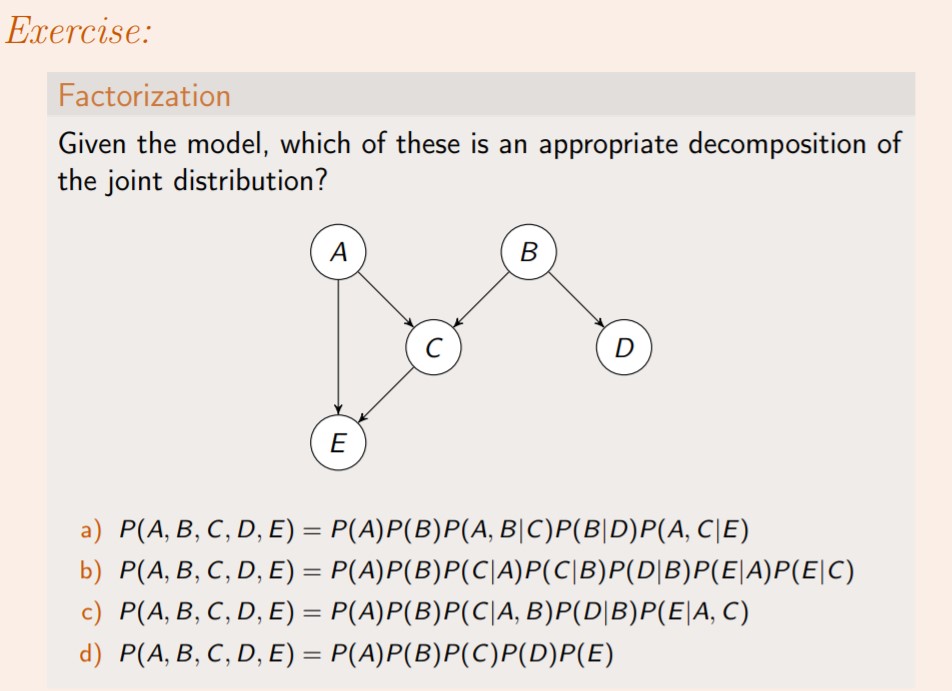 Exercise:
Factorization
Given the model, which of these is an appropriate decomposition of
the joint distribution?
A B
C D
E
a) P(A, B, C, D, E) = P(A)P(B)P(A, B|C)P(B|D)P(A, C|E)
b) P(A, B, C, D, E) = P(A)P(B)P(C|A)P(C|B)P(D|B)P(E|A)P(E|C)
c) P(A, B, C, D, E) = P(A)P(B)P(C|A, B)P(D|B)P(E|A, C)
d) P(A, B, C, D, E) = P(A)P(B)P(C)P(D)P(E)